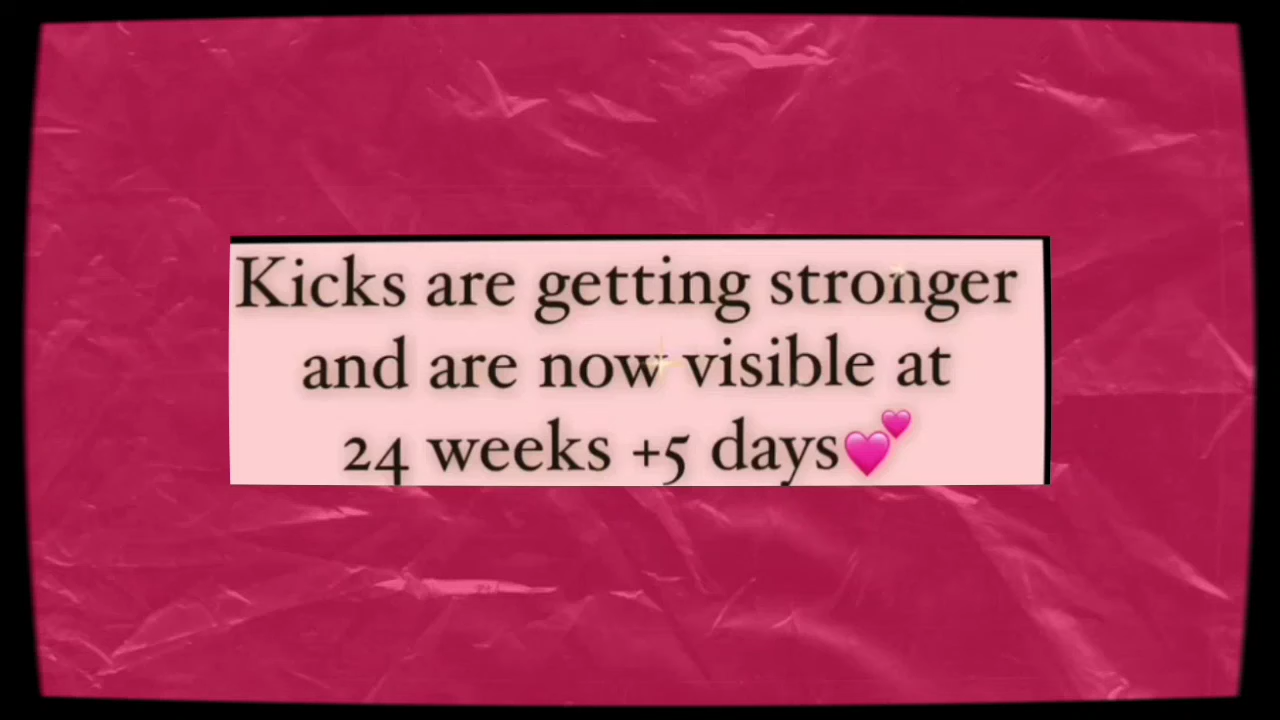 Kicks are getting stronger
and are now visible at
24 weeks +5 days💕